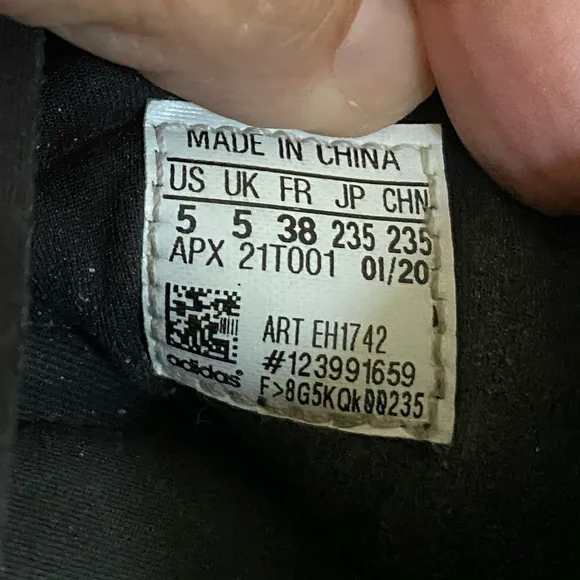 MADE IN CHINA
US UK FR JP CHN
5 5 38 235 235
APX 21T001 01/20
ART EH1742
#123991659
adidas
F>8G5KQk00235